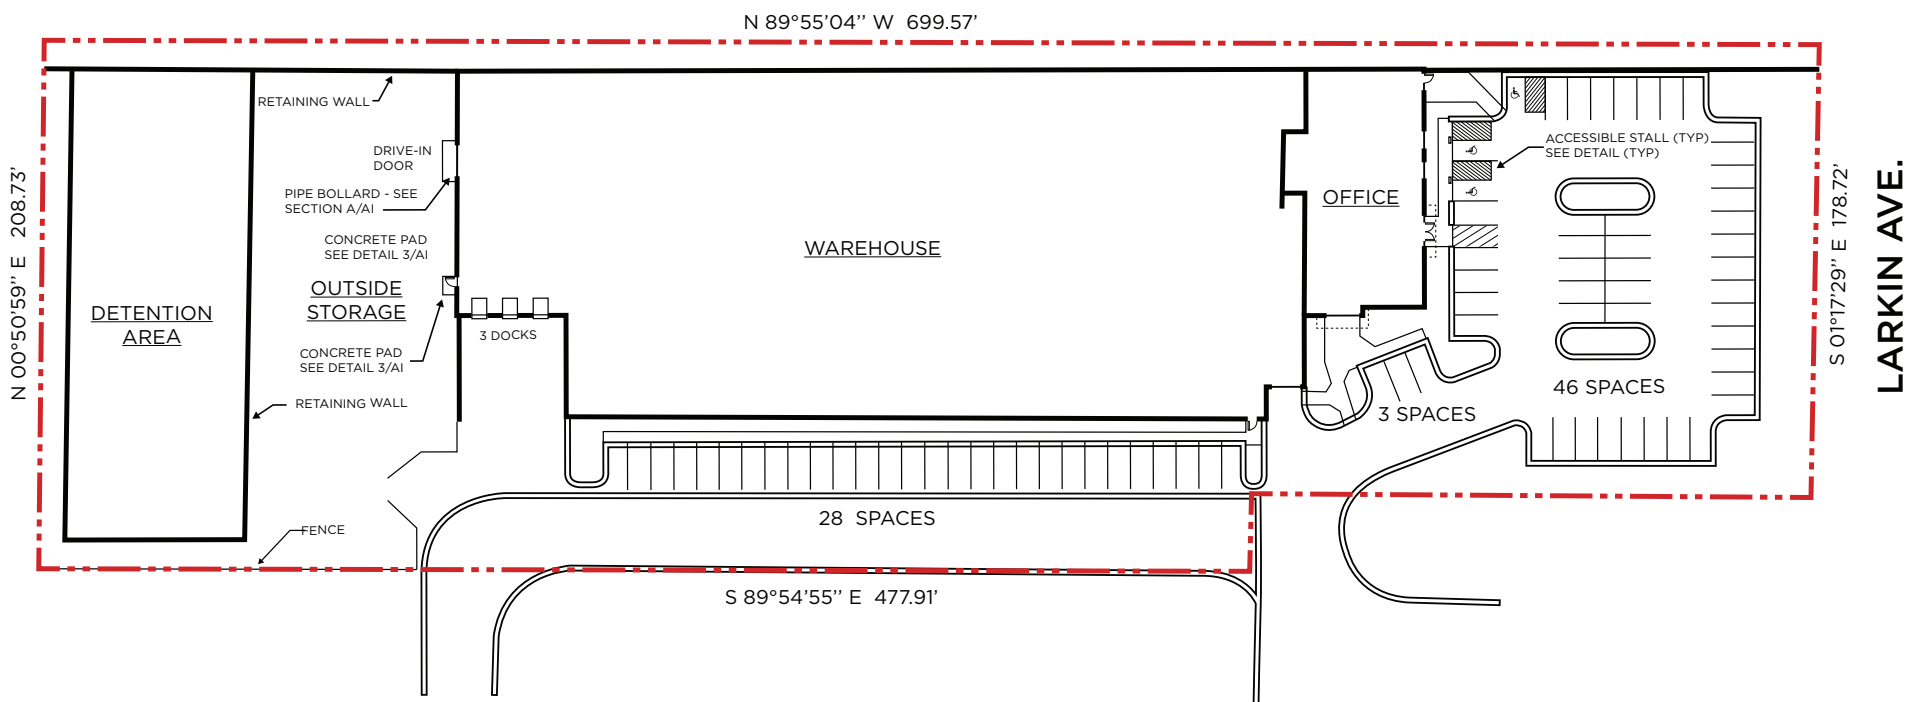 N 89°55'04'' W 699.57'
RETAINING WALL
DRIVE-IN
DOOR
PIPE BOLLARD - SEE
SECTION A/AI
CONCRETE PAD
SEE DETAIL 3/AI
OUTSIDE
STORAGE
CONCRETE PAD
SEE DETAIL 3/AI
RETAINING WALL
FENCE
DETENTION
AREA
N 00°50'59'' E 208.73'
WAREHOUSE
3 DOCKS
OFFICE
ACCESSIBLE STALL (TYP)
SEE DETAIL (TYP)
46 SPACES
3 SPACES
28 SPACES
S 89°54'55'' E 477.91'
S 01°17'29'' E 178.72'
LARKIN AVE.